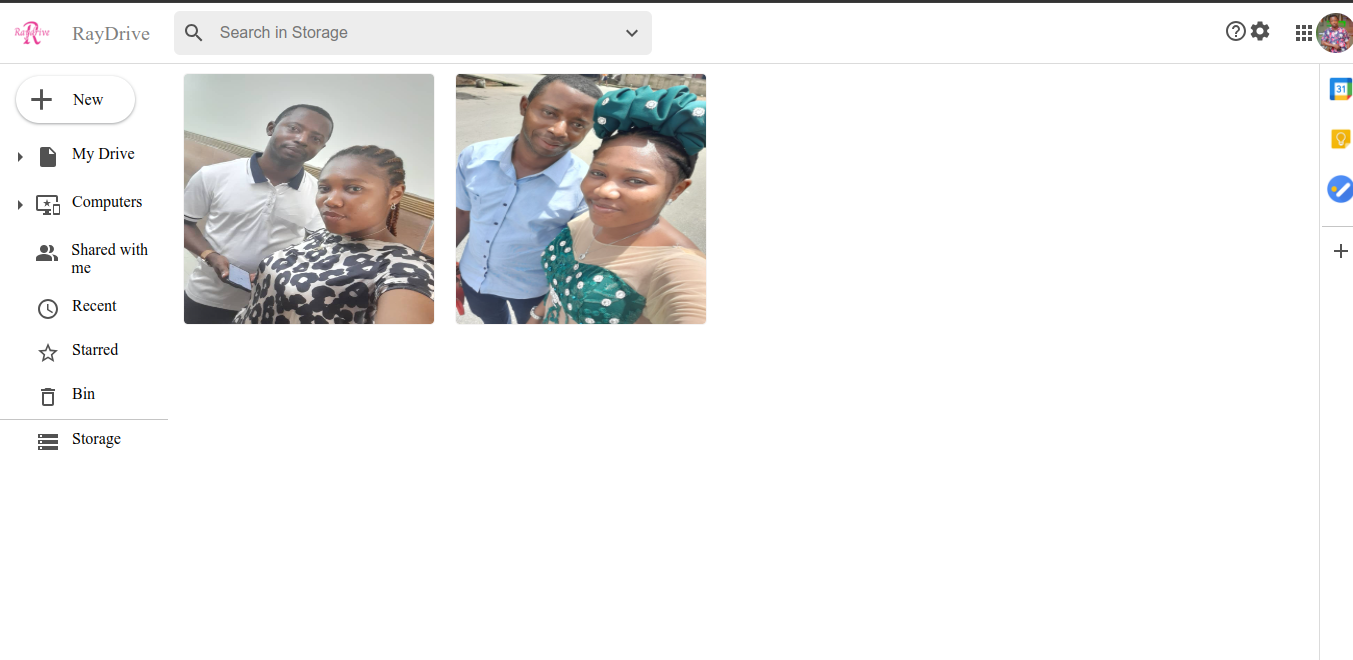 RayDrive
RayDrive
Search in Storage
New
My Drive
Computers
Shared with
me
Recent
Starred
Bin
Storage
31